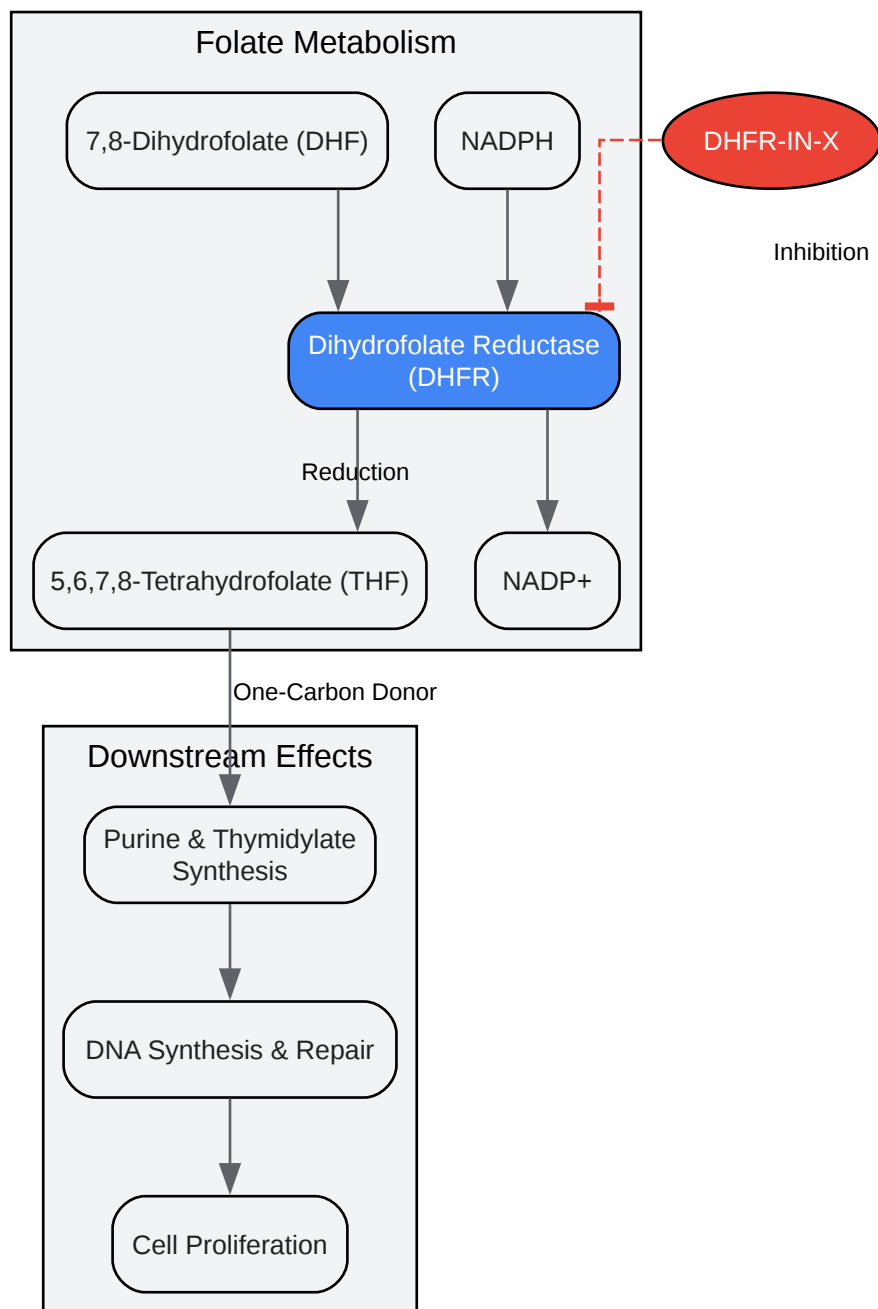 Folate Metabolism
7,8-Dihydrofolate (DHF)
NADPH
DHFR-IN-X
Inhibition
Dihydrofolate Reductase
(DHFR)
Reduction
5,6,7,8-Tetrahydrofolate (THF)
NADP+
One-Carbon Donor
Downstream Effects
Purine & Thymidylate
Synthesis
DNA Synthesis & Repair
Cell Proliferation